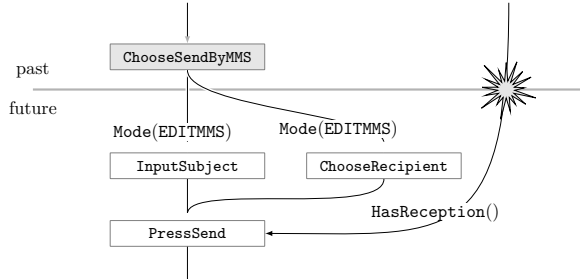 ChooseSendByMMS
past
future
Mode(EDITMMS)
Mode(EDITMMS)
InputSubject
ChooseRecipient
HasReception()
PressSend